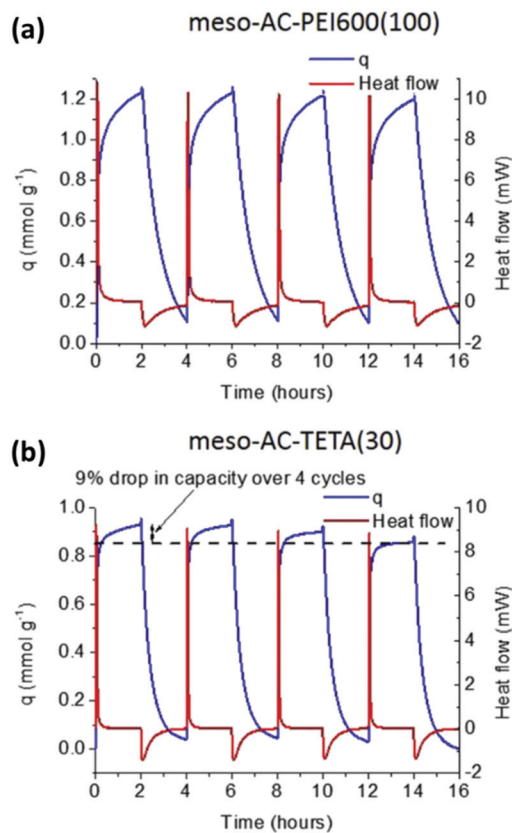 (a)
meso-AC-PEI600(100)
q
Heat flow
1.2
1.0
0.8
0.6
0.4
0.2
0.0
q (mmol g⁻¹)
10
8
6
4
2
0
-2
Heat flow (mW)
0 2 4 6 8 10 12 14 16
Time (hours)
(b)
meso-AC-TETA(30)
9% drop in capacity over 4 cycles
q
Heat flow
1.0
0.8
0.6
0.4
0.2
0.0
q (mmol g⁻¹)
10
8
6
4
2
0
-2
Heat flow (mW)
0 2 4 6 8 10 12 14 16
Time (hours)